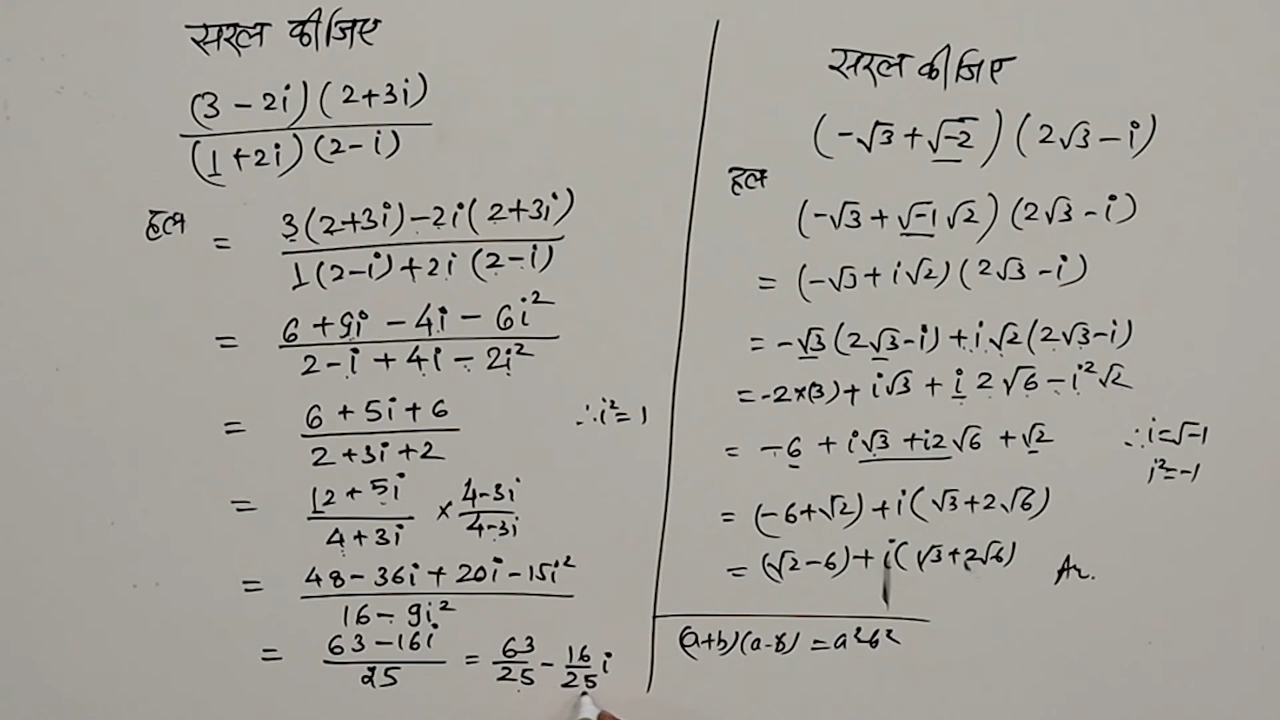 सरल कीजिए
(3 - 2i) (2+3i)
(1+2i) (2-i)
हल = 3(2+3i) - 2i (2+3i)
1(2-i) + 2i (2-i)
= 6 + 9i - 4i - 6i²
2 - i + 4i - 2i²
= 6 + 5i + 6 ∴ i² = 1
2 + 3i + 2
= 12 + 5i × 4-3i
4 + 3i 4-3i
= 48 - 36i + 20i - 15i²
16 - 9i²
= 63 - 16i = 63 - 16 i
25 25 25
सरल कीजिए
(-√3 + √-2) (2√3 - i)
हल
(-√3 + √-1 √2) (2√3 - i)
= (-√3 + i√2) (2√3 - i)
= -√3 (2√3 - i) + i √2 (2√3 - i)
= -2×(3) + i√3 + i 2 √6 - i²√2
= -6 + i√3 + i2√6 + √2 ∴ i = √-1
i² = -1
= (-6+√2) + i (√3 + 2√6)
= (√2 - 6) + i (√3 + 2√6) An.
(a+b) (a-b) = a² b²